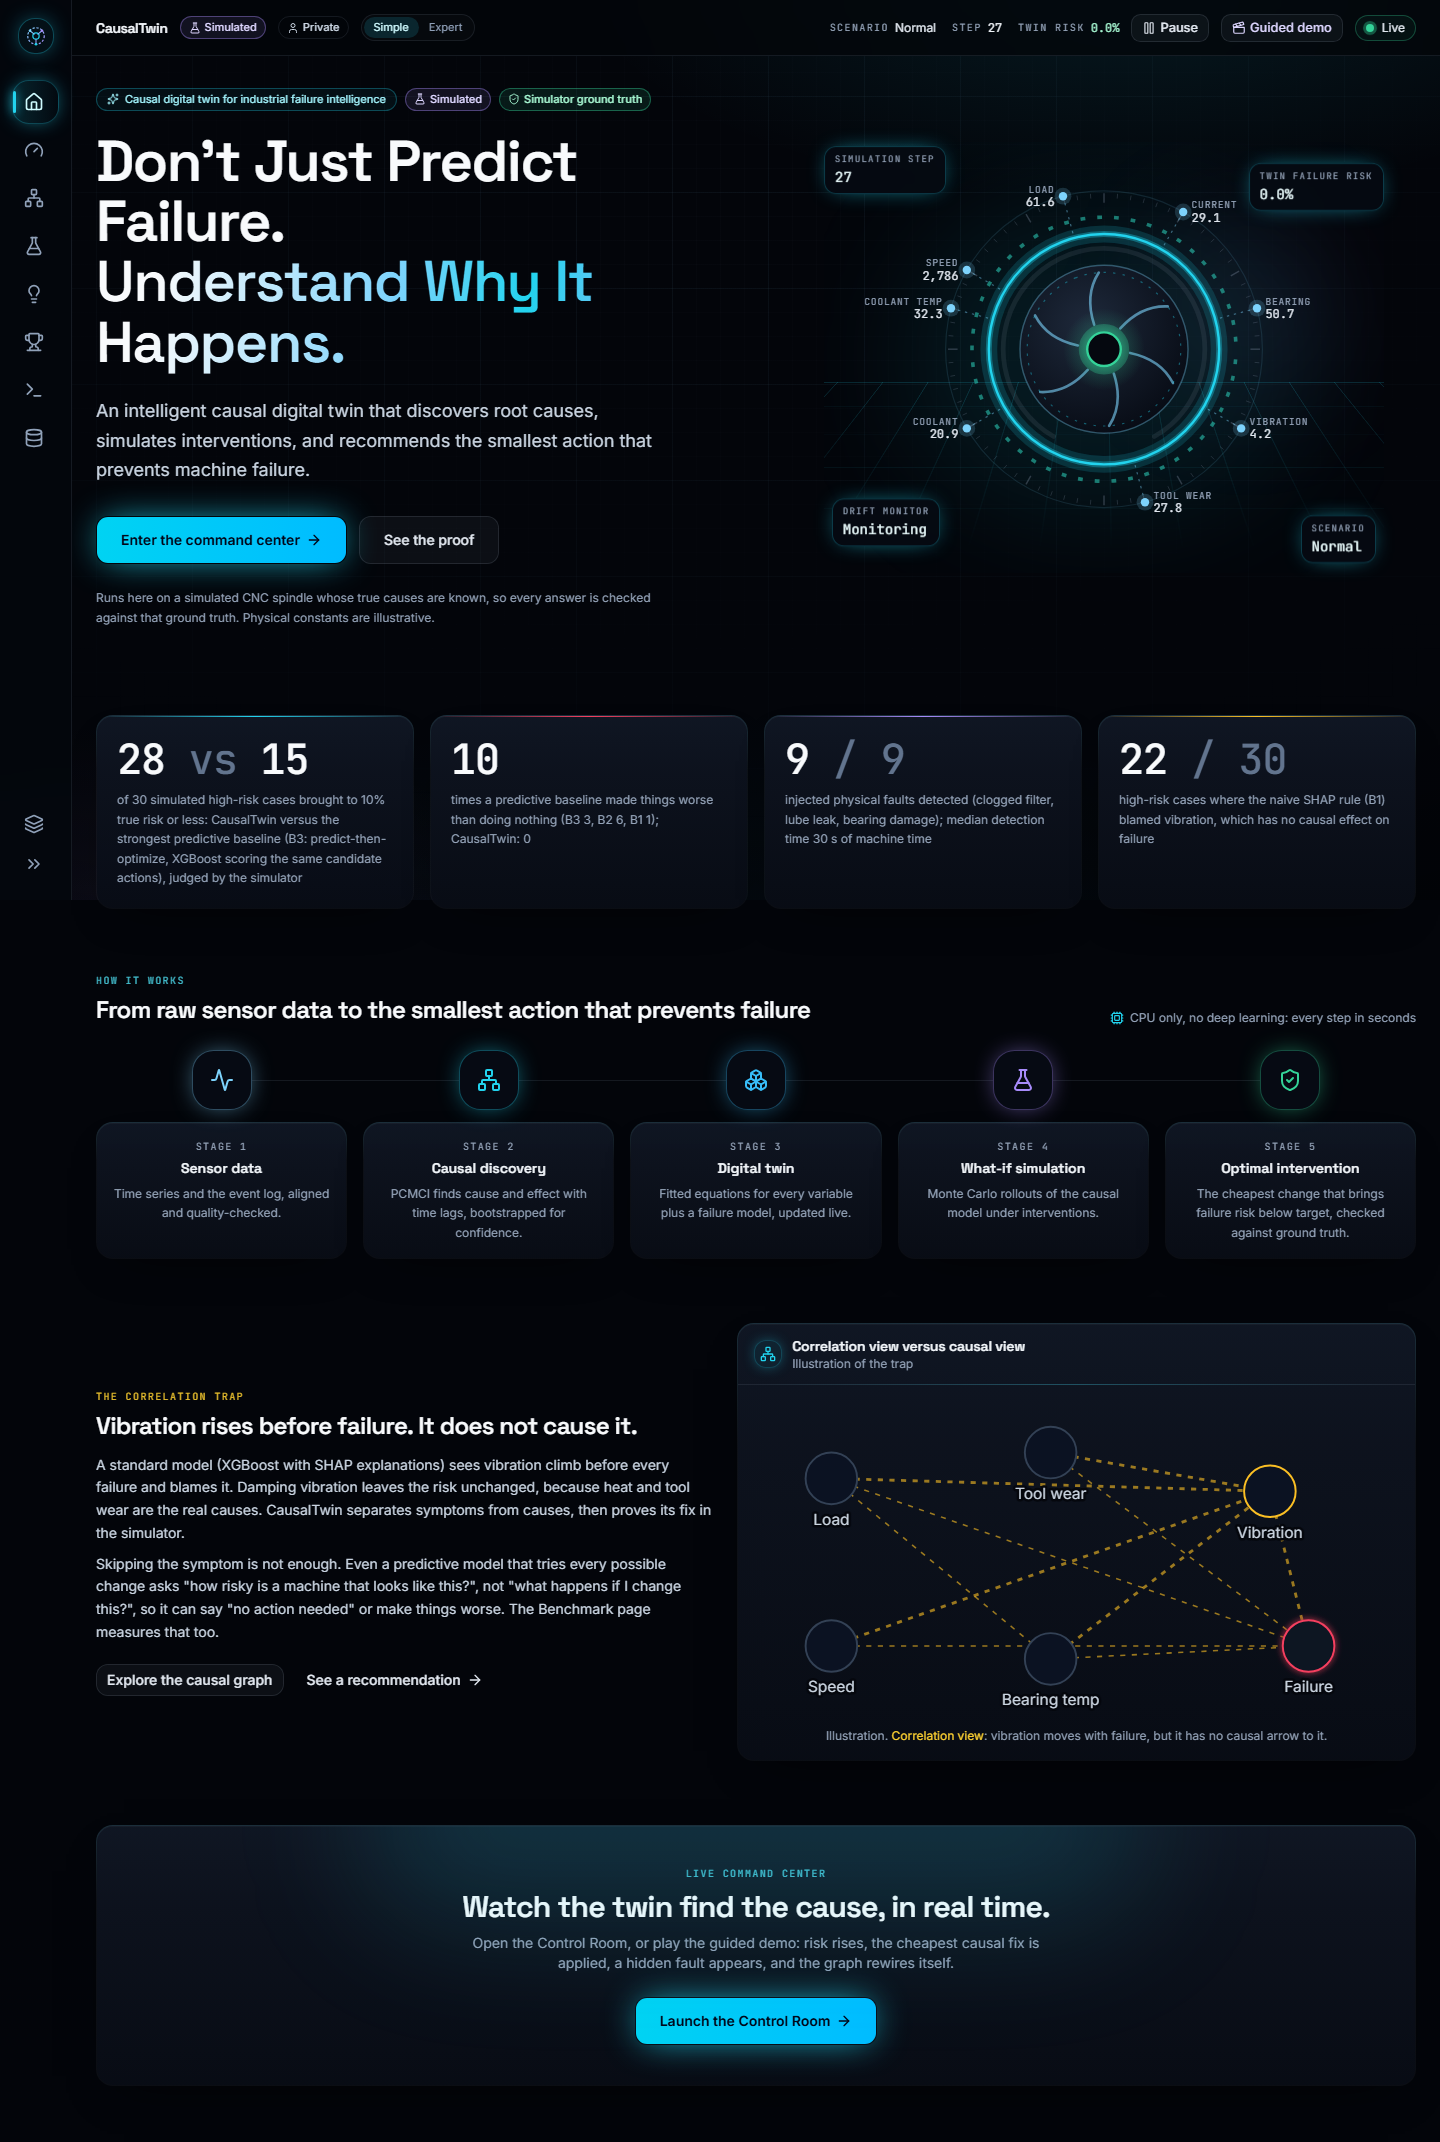 CausalTwin
Simulated
Private
Simple Expert
SCENARIO Normal STEP 27 TWIN RISK 0.0%
Pause
Guided demo
Live
Causal digital twin for industrial failure intelligence
Simulated
Simulator ground truth
Don't Just Predict
Failure.
Understand Why It
Happens.
An intelligent causal digital twin that discovers root causes,
simulates interventions, and recommends the smallest action that
prevents machine failure.
Enter the command center →
See the proof
Runs here on a simulated CNC spindle whose true causes are known, so every answer is checked
against that ground truth. Physical constants are illustrative.
SIMULATION STEP
27
TWIN FAILURE RISK
0.0%
LOAD
61.6
CURRENT
29.1
SPEED
2,786
COOLANT TEMP
32.3
BEARING
50.7
COOLANT
20.9
VIBRATION
4.2
TOOL WEAR
27.8
DRIFT MONITOR
Monitoring
SCENARIO
Normal
28 vs 15
of 30 simulated high-risk cases brought to 10%
true risk or less: CausalTwin versus the
strongest predictive baseline (B3: predict-then-
optimize, XGBoost scoring the same candidate
actions), judged by the simulator
10
times a predictive baseline made things worse
than doing nothing (B3 3, B2 6, B1 1);
CausalTwin: 0
9 / 9
injected physical faults detected (clogged filter,
lube leak, bearing damage); median detection
time 30 s of machine time
22 / 30
high-risk cases where the naive SHAP rule (B1)
blamed vibration, which has no causal effect on
failure
HOW IT WORKS
From raw sensor data to the smallest action that prevents failure
CPU only, no deep learning: every step in seconds
STAGE 1
Sensor data
Time series and the event log, aligned
and quality-checked.
STAGE 2
Causal discovery
PCMCI finds cause and effect with
time lags, bootstrapped for
confidence.
STAGE 3
Digital twin
Fitted equations for every variable
plus a failure model, updated live.
STAGE 4
What-if simulation
Monte Carlo rollouts of the causal
model under interventions.
STAGE 5
Optimal intervention
The cheapest change that brings
failure risk below target, checked
against ground truth.
THE CORRELATION TRAP
Vibration rises before failure. It does not cause it.
A standard model (XGBoost with SHAP explanations) sees vibration climb before every
failure and blames it. Damping vibration leaves the risk unchanged, because heat and tool
wear are the real causes. CausalTwin separates symptoms from causes, then proves its fix in
the simulator.
Skipping the symptom is not enough. Even a predictive model that tries every possible
change asks "how risky is a machine that looks like this?", not "what happens if I change
this?", so it can say "no action needed" or make things worse. The Benchmark page
measures that too.
Explore the causal graph
See a recommendation →
Correlation view versus causal view
Illustration of the trap
Tool wear
Load
Vibration
Speed
Bearing temp
Failure
Illustration. Correlation view: vibration moves with failure, but it has no causal arrow to it.
LIVE COMMAND CENTER
Watch the twin find the cause, in real time.
Open the Control Room, or play the guided demo: risk rises, the cheapest causal fix is
applied, a hidden fault appears, and the graph rewires itself.
Launch the Control Room →